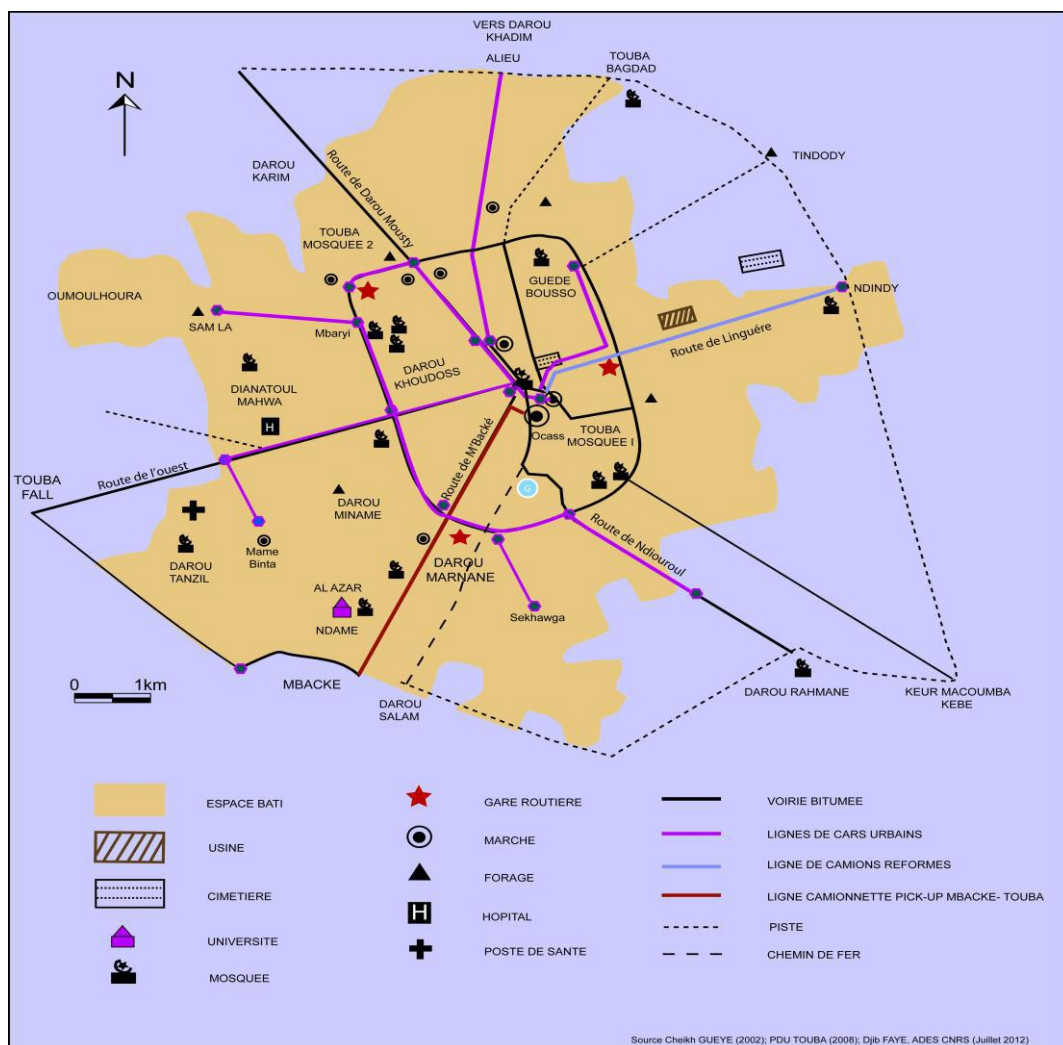 VERS DAROU
KHADIM
ALIEU
TOUBA
BAGDAD
N
TINDODY
DAROU
KARIM
Route de Darou Mousty
TOUBA
MOSQUEE 2
GUEDE
BOUSSO
OUMOULHOURA
NDINDY
SAM LA
Mbaryi
Route de Linguére
DAROU
KHOUDOSS
DIANATOUL
MAHWA
H
Ocass
TOUBA
MOSQUEE I
Route de M'Backé
Route de l'ouest
TOUBA
FALL
G
DAROU
MINAME
Route de Ndiouroul
DAROU
TANZIL
Mame
Binta
DAROU
MARNANE
AL AZAR
NDAME
Sekhawga
MBACKE
0 1km
DAROU
SALAM
DAROU RAHMANE
KEUR MACOUMBA
KEBE
ESPACE BATI
USINE
CIMETIERE
UNIVERSITE
MOSQUEE
GARE ROUTIERE
MARCHE
FORAGE
H
HOPITAL
POSTE DE SANTE
VOIRIE BITUMEE
LIGNES DE CARS URBAINS
LIGNE DE CAMIONS REFORMES
LIGNE CAMIONNETTE PICK-UP MBACKE- TOUBA
PISTE
CHEMIN DE FER
Source Cheikh GUEYE (2002); PDU TOUBA (2008); Djib FAYE, ADES CNRS (Juillet 2012)